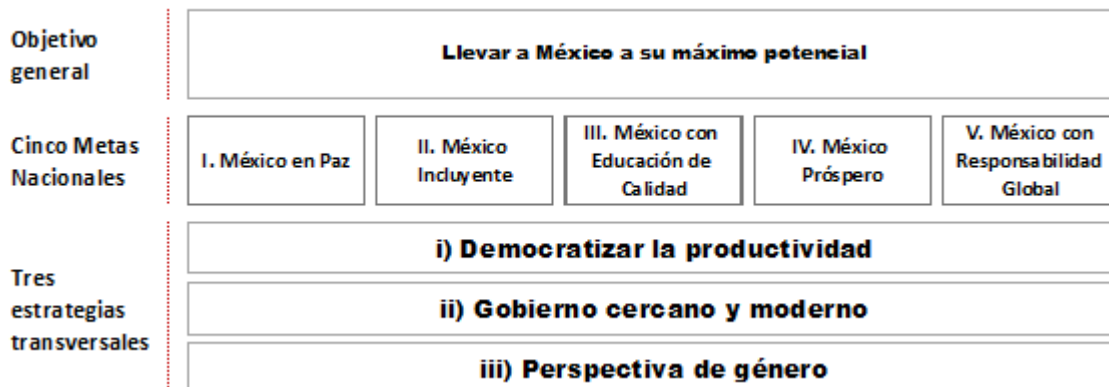 Objetivo
general
Llevar a México a su máximo potencial
Cinco Metas
Nacionales
I. México en Paz
II. México
Incluyente
III. México con
Educación de
Calidad
IV. México
Próspero
V. México con
Responsabilidad
Global
Tres
estrategias
transversales
i) Democratizar la productividad
ii) Gobierno cercano y moderno
iii) Perspectiva de género